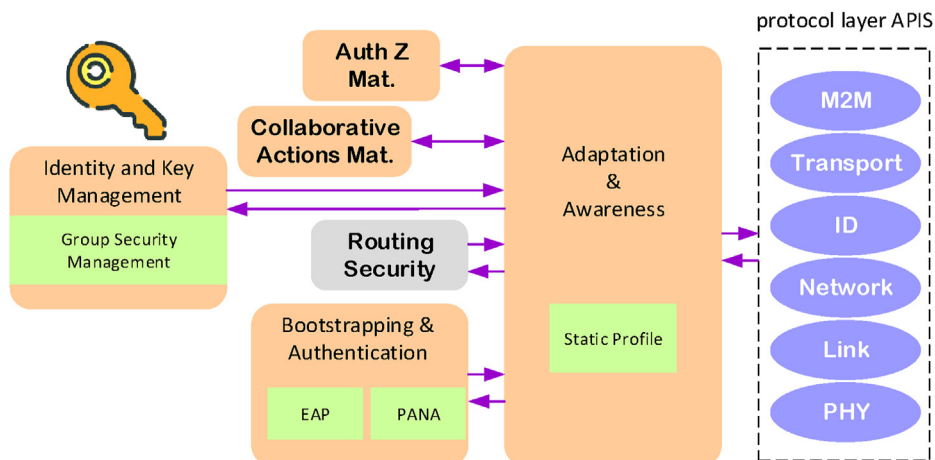 protocol layer APIS
Auth Z
Mat.
Collaborative
Actions Mat.
Identity and Key
Management
Group Security
Management
Routing
Security
Bootstrapping &
Authentication
EAP
PANA
Adaptation
&
Awareness
Static Profile
M2M
Transport
ID
Network
Link
PHY